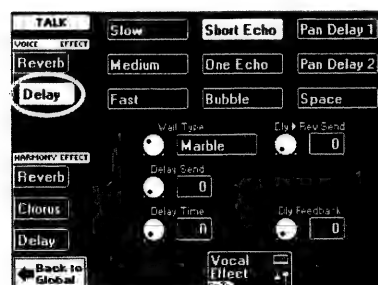 TALK
VOICE EFFECT
Reverb
Delay
HARMONY EFFECT
Reverb
Chorus
Delay
Back to Global
Slow Short Echo Pan Delay 1
Medium One Echo Pan Delay 2
Fast Bubble Space
Wall Type Dly▶Rev Send
Marble 0
Delay Send
0
Delay Time Dly Feedback
0 0
Vocal
Effect